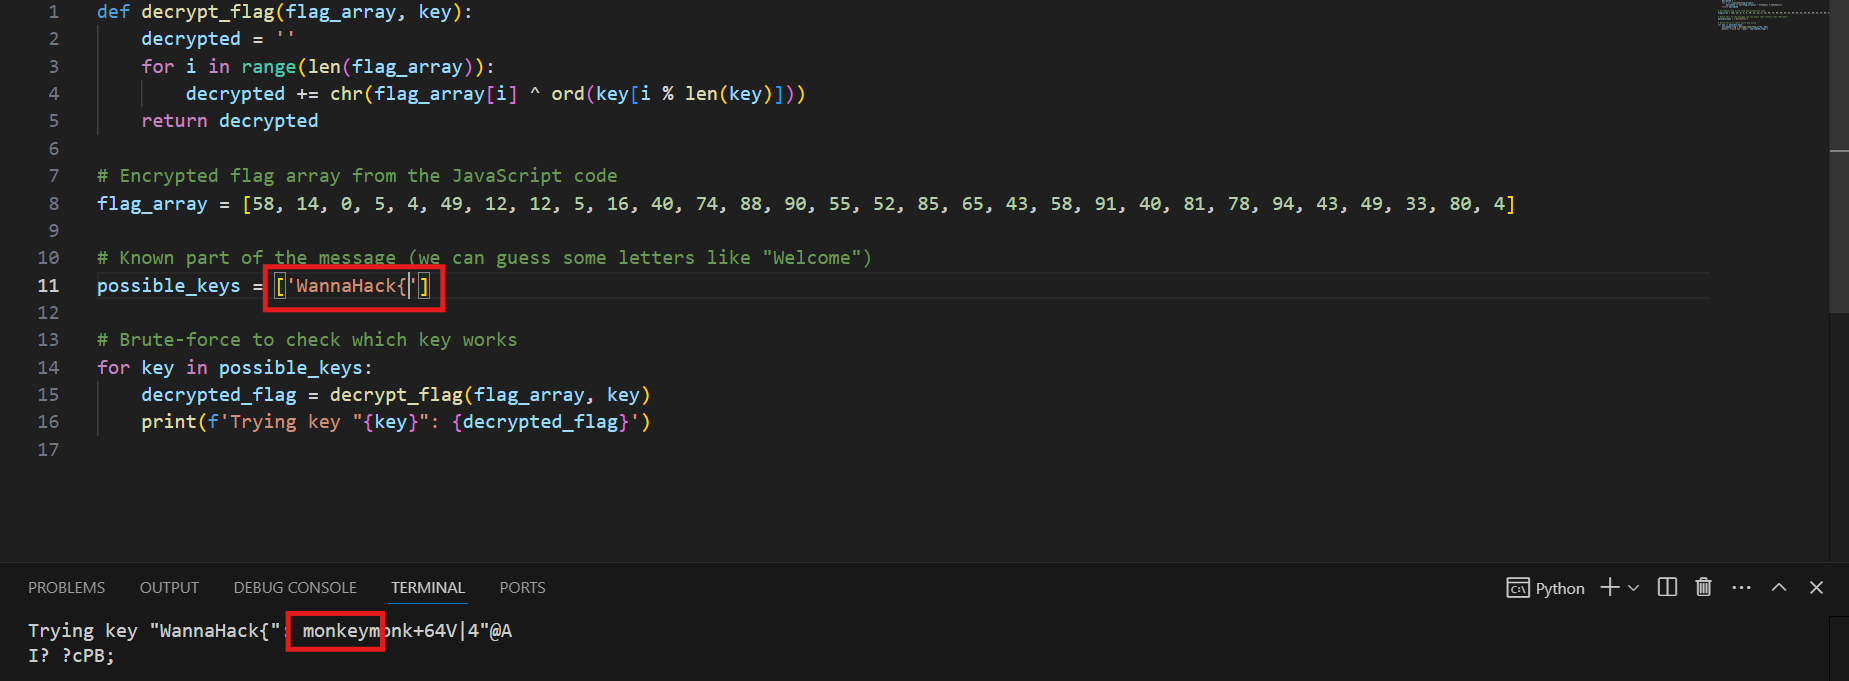 1 def decrypt_flag(flag_array, key):
2 decrypted = ''
3 for i in range(len(flag_array)):
4 decrypted += chr(flag_array[i] ^ ord(key[i % len(key)]))
5 return decrypted
6
7 # Encrypted flag array from the JavaScript code
8 flag_array = [58, 14, 0, 5, 4, 49, 12, 12, 5, 16, 40, 74, 88, 90, 55, 52, 85, 65, 43, 58, 91, 40, 81, 78, 94, 43, 49, 33, 80, 4]
9
10 # Known part of the message (we can guess some letters like "Welcome")
11 possible_keys = ['WannaHack{']
12
13 # Brute-force to check which key works
14 for key in possible_keys:
15 decrypted_flag = decrypt_flag(flag_array, key)
16 print(f'Trying key "{key}": {decrypted_flag}')
17
PROBLEMS OUTPUT DEBUG CONSOLE TERMINAL PORTS Python
Trying key "WannaHack{": monkeymonk+64V|4"@A
I? ?cPB;